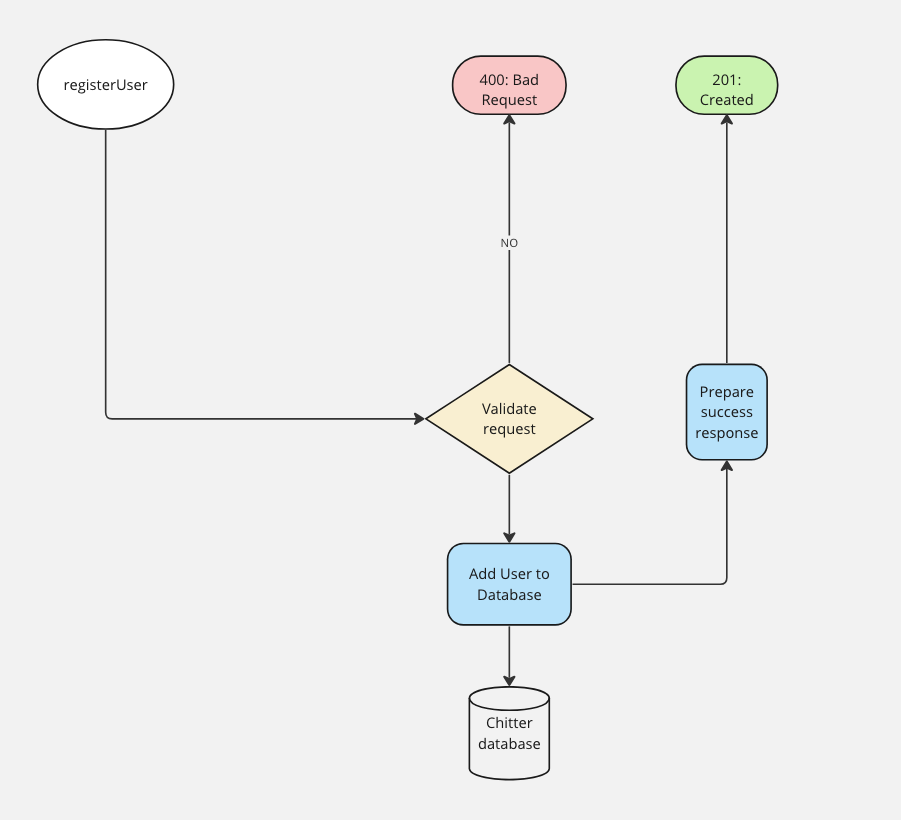 registerUser
400: Bad
Request
201:
Created
NO
Validate
request
Prepare
success
response
Add User to
Database
Chitter
database